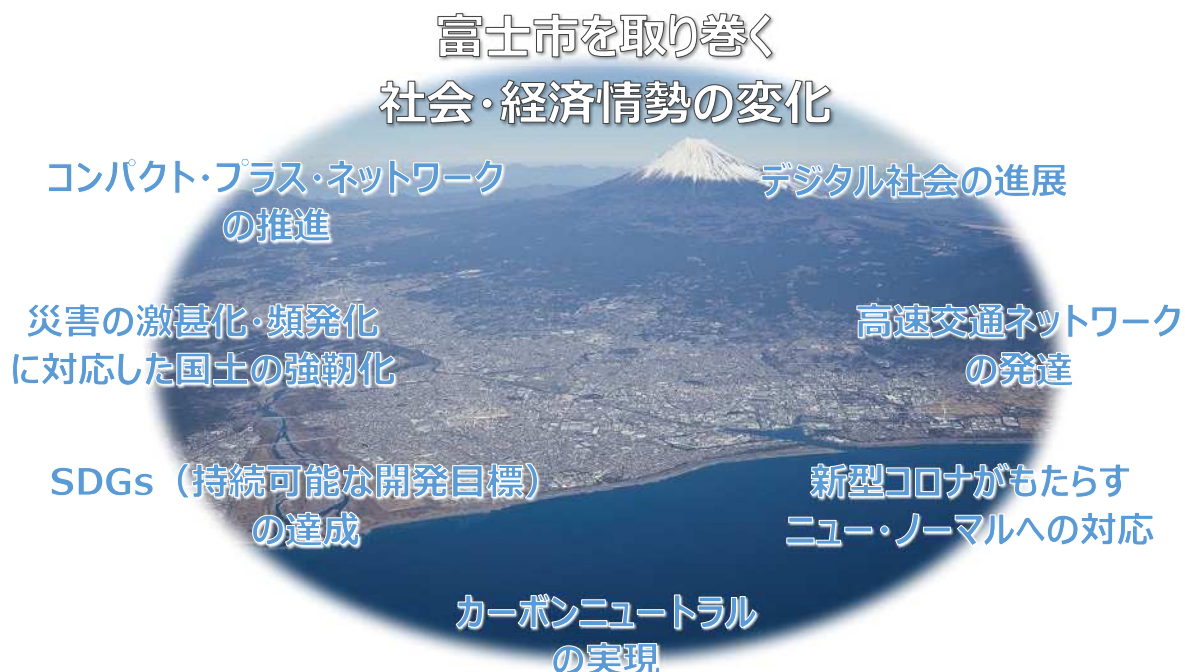 富士市を取り巻く
社会・経済情勢の変化
コンパクト・プラス・ネットワーク
の推進
デジタル社会の進展
災害の激甚化・頻発化
に対応した国土の強靭化
高速交通ネットワーク
の発達
SDGs（持続可能な開発目標）
の達成
新型コロナがもたらす
ニュー・ノーマルへの対応
カーボンニュートラル
の実現